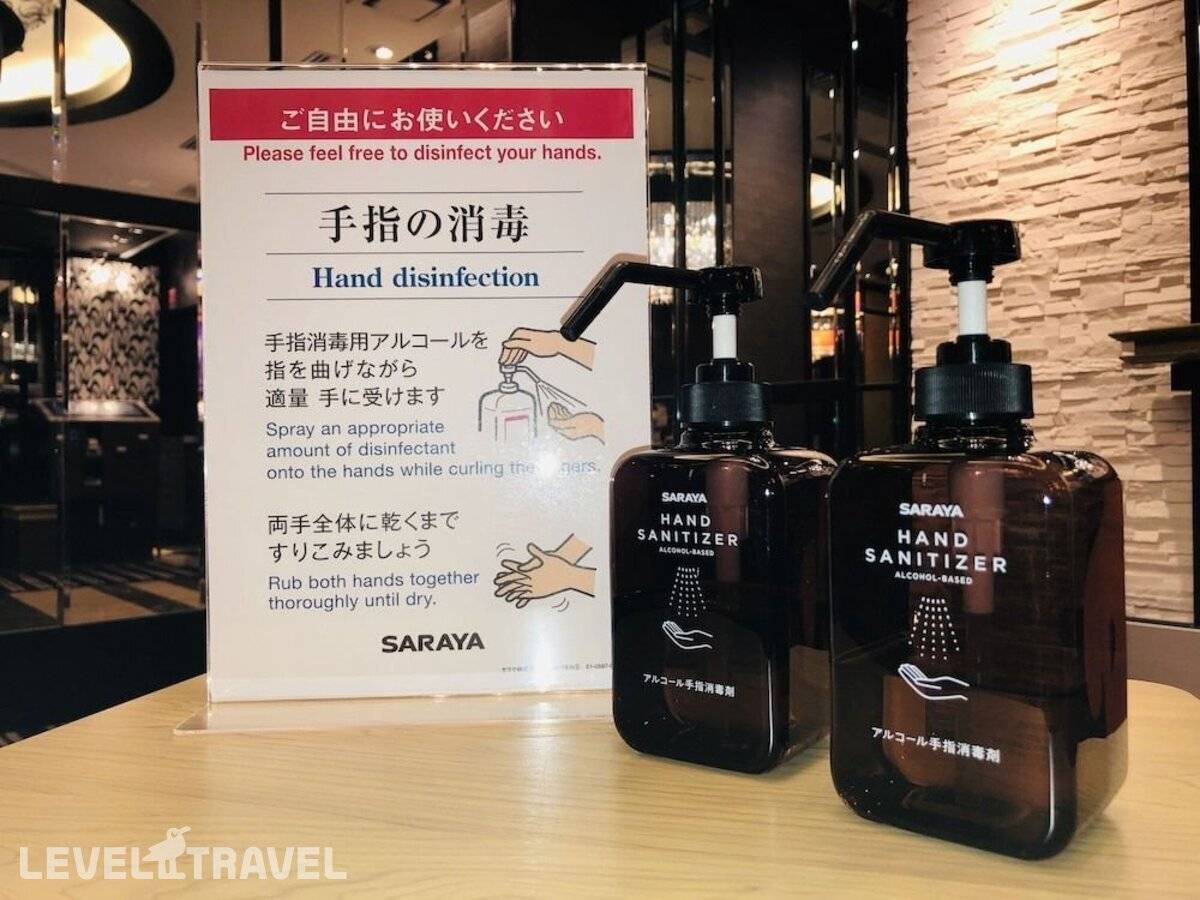 ご自由にお使いください
Please feel free to disinfect your hands.
手指の消毒
Hand disinfection
手指消毒用アルコールを
指を曲げながら
適量 手に受けます
Spray an appropriate
amount of disinfectant
onto the hands while curling the
両手全体に乾くまで
すりこみましょう
Rub both hands together
thoroughly until dry.
SARAYA
SARAYA
HAND
SANITIZER
ALCOHOL-BASED
アルコール手指消毒剤
SARAYA
HAND
SANITIZER
ALCOHOL-BASED
アルコール手指消毒剤
LEVEL TRAVEL